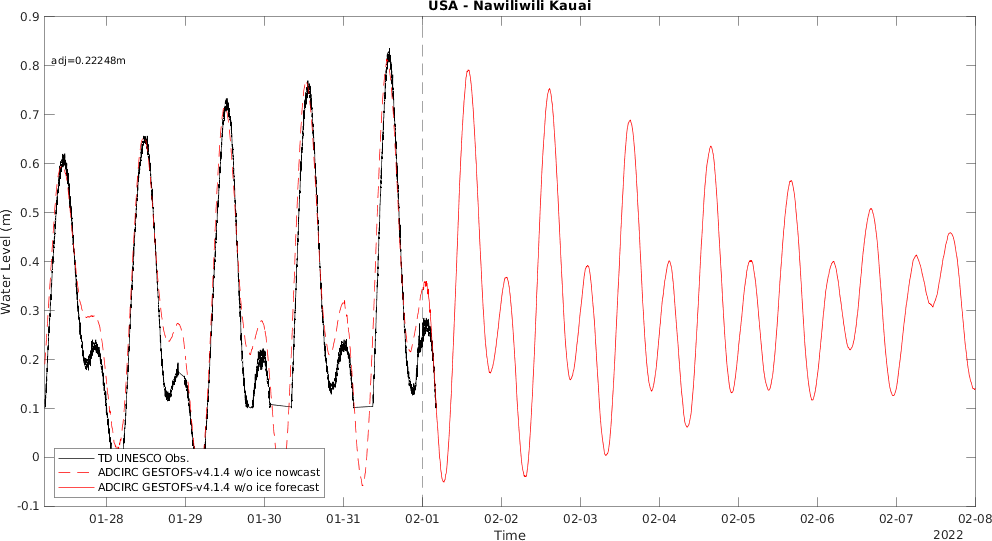 USA - Nawiliwili Kauai
0.9
0.8
0.7
0.6
0.5
0.4
0.3
0.2
0.1
0
-0.1
Water Level (m)
adj=0.22248m
TD UNESCO Obs.
ADCIRC GESTOFS-v4.1.4 w/o ice nowcast
ADCIRC GESTOFS-v4.1.4 w/o ice forecast
01-28 01-29 01-30 01-31 02-01 02-02 02-03 02-04 02-05 02-06 02-07 02-08
Time
2022